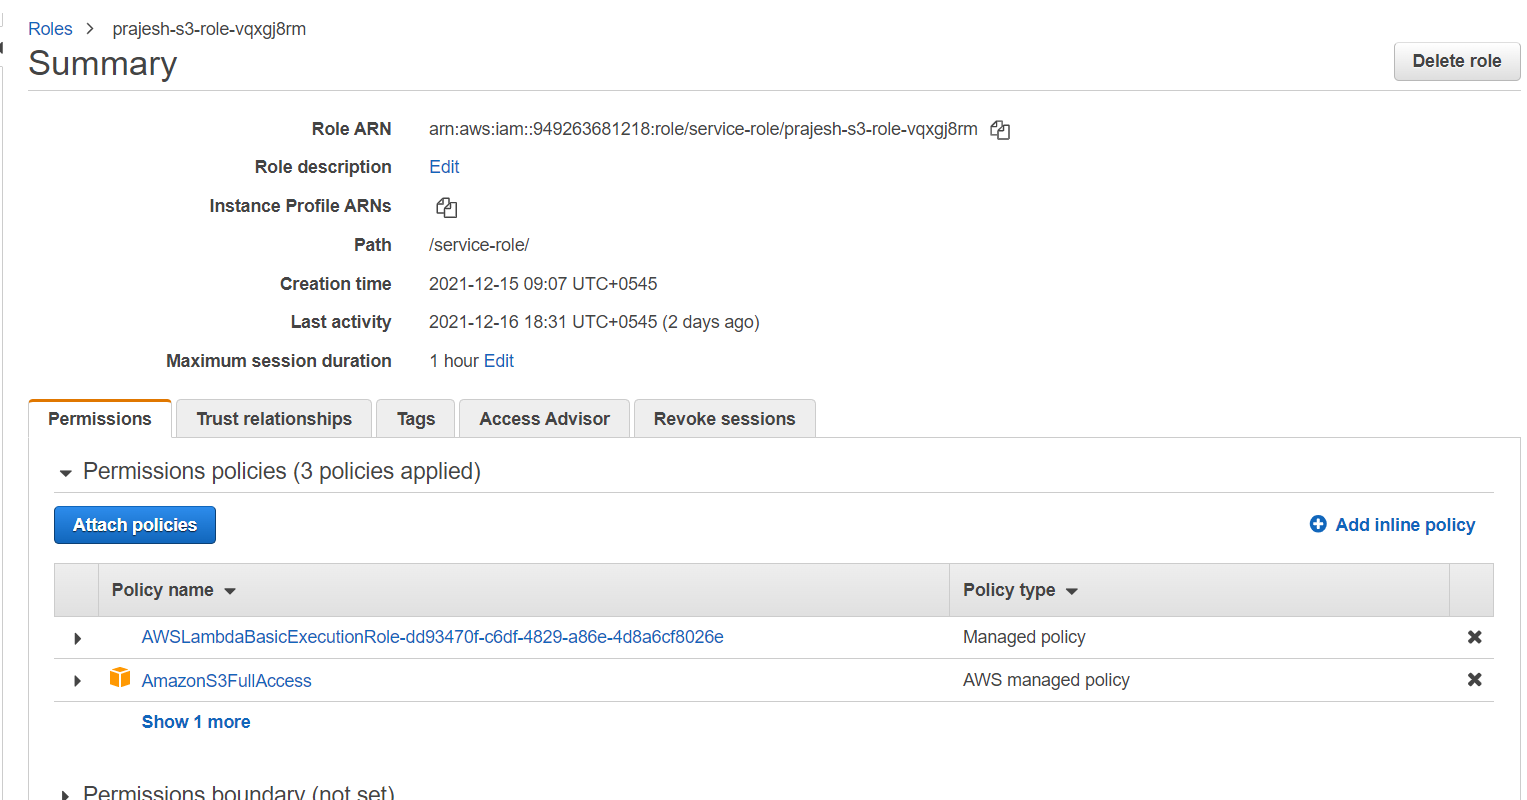 Roles > prajesh-s3-role-vqxgj8rm
Summary
Delete role
Role ARN arn:aws:iam::949263681218:role/service-role/prajesh-s3-role-vqxgj8rm
Role description Edit
Instance Profile ARNs
Path /service-role/
Creation time 2021-12-15 09:07 UTC+0545
Last activity 2021-12-16 18:31 UTC+0545 (2 days ago)
Maximum session duration 1 hour Edit
Permissions Trust relationships Tags Access Advisor Revoke sessions
Permissions policies (3 policies applied)
Attach policies Add inline policy
Policy name Policy type
AWSLambdaBasicExecutionRole-dd93470f-c6df-4829-a86e-4d8a6cf8026e Managed policy
AmazonS3FullAccess AWS managed policy
Show 1 more
Permissions boundary (not set)